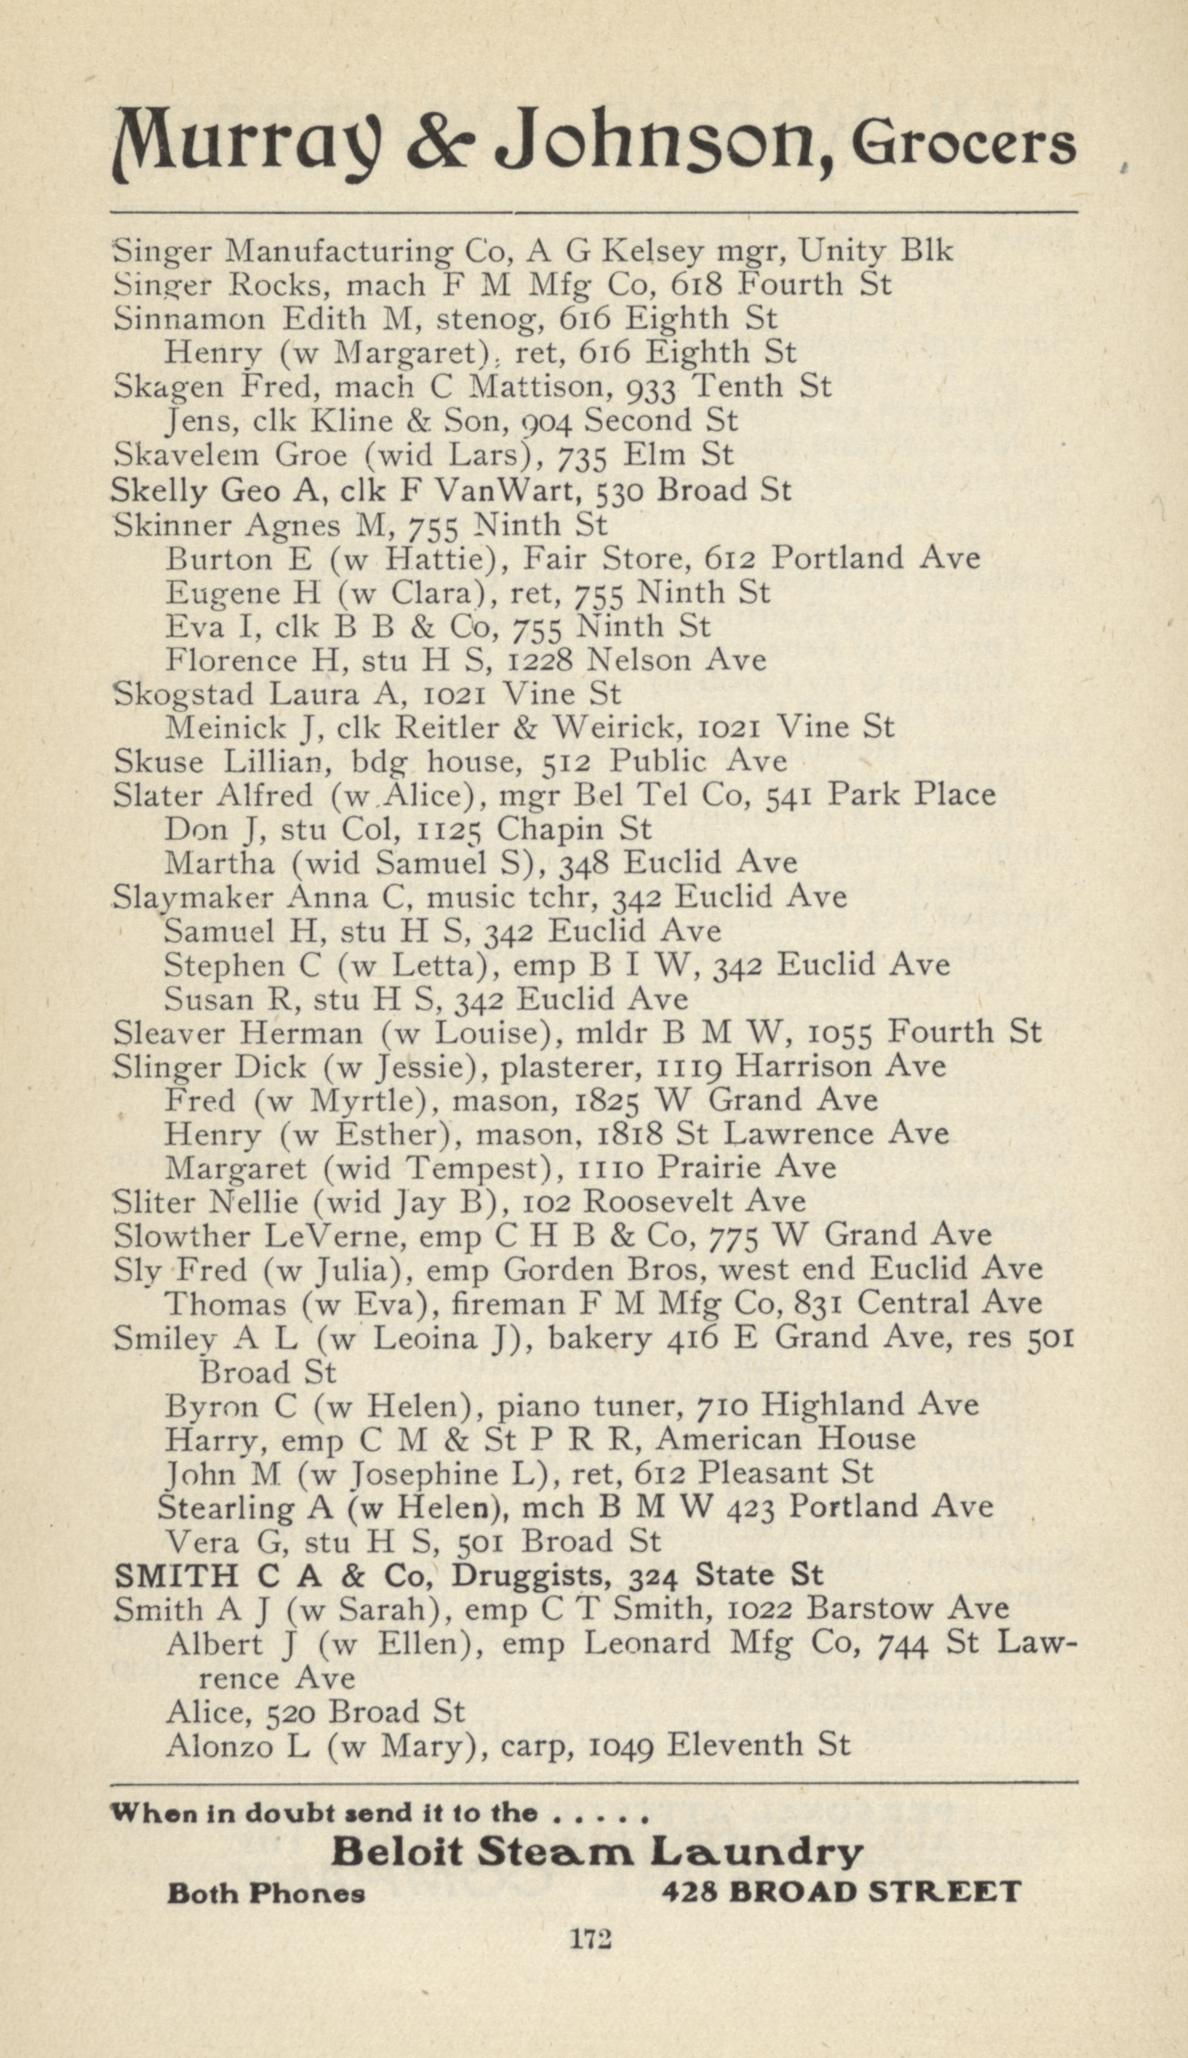 Murray & Johnson, Grocers
Singer Manufacturing Co, A G Kelsey mgr, Unity Blk
Singer Rocks, mach F M Mfg Co, 618 Fourth St
Sinnamon Edith M, stenog, 616 Eighth St
Henry (w Margaret), ret, 616 Eighth St
Skagen Fred, mach C Mattison, 933 Tenth St
Jens, clk Kline & Son, 904 Second St
Skavelem Groe (wid Lars), 735 Elm St
Skelly Geo A, clk F VanWart, 530 Broad St
Skinner Agnes M, 755 Ninth St
Burton E (w Hattie), Fair Store, 612 Portland Ave
Eugene H (w Clara), ret, 755 Ninth St
Eva I, clk B B & Co, 755 Ninth St
Florence H, stu H S, 1228 Nelson Ave
Skogstad Laura A, 1021 Vine St
Meinick J, clk Reitler & Weirick, 1021 Vine St
Skuse Lillian, bdg house, 512 Public Ave
Slater Alfred (w Alice), mgr Bel Tel Co, 541 Park Place
Don J, stu Col, 1125 Chapin St
Martha (wid Samuel S), 348 Euclid Ave
Slaymaker Anna C, music tchr, 342 Euclid Ave
Samuel H, stu H S, 342 Euclid Ave
Stephen C (w Letta), emp B I W, 342 Euclid Ave
Susan R, stu H S, 342 Euclid Ave
Sleaver Herman (w Louise), mldr B M W, 1055 Fourth St
Slinger Dick (w Jessie), plasterer, 1119 Harrison Ave
Fred (w Myrtle), mason, 1825 W Grand Ave
Henry (w Esther), mason, 1818 St Lawrence Ave
Margaret (wid Tempest), 1110 Prairie Ave
Sliter Nellie (wid Jay B), 102 Roosevelt Ave
Slowther LeVerne, emp C H B & Co, 775 W Grand Ave
Sly Fred (w Julia), emp Gorden Bros, west end Euclid Ave
Thomas (w Eva), fireman F M Mfg Co, 831 Central Ave
Smiley A L (w Leoina J), bakery 416 E Grand Ave, res 501
Broad St
Byron C (w Helen), piano tuner, 710 Highland Ave
Harry, emp C M & St P R R, American House
John M (w Josephine L), ret, 612 Pleasant St
Stearling A (w Helen), mch B M W 423 Portland Ave
Vera G, stu H S, 501 Broad St
SMITH C A & Co, Druggists, 324 State St
Smith A J (w Sarah), emp C T Smith, 1022 Barstow Ave
Albert J (w Ellen), emp Leonard Mfg Co, 744 St Law-
rence Ave
Alice, 520 Broad St
Alonzo L (w Mary), carp, 1049 Eleventh St
When in doubt send it to the . . . . .
Beloit Steam Laundry
Both Phones 428 BROAD STREET
172